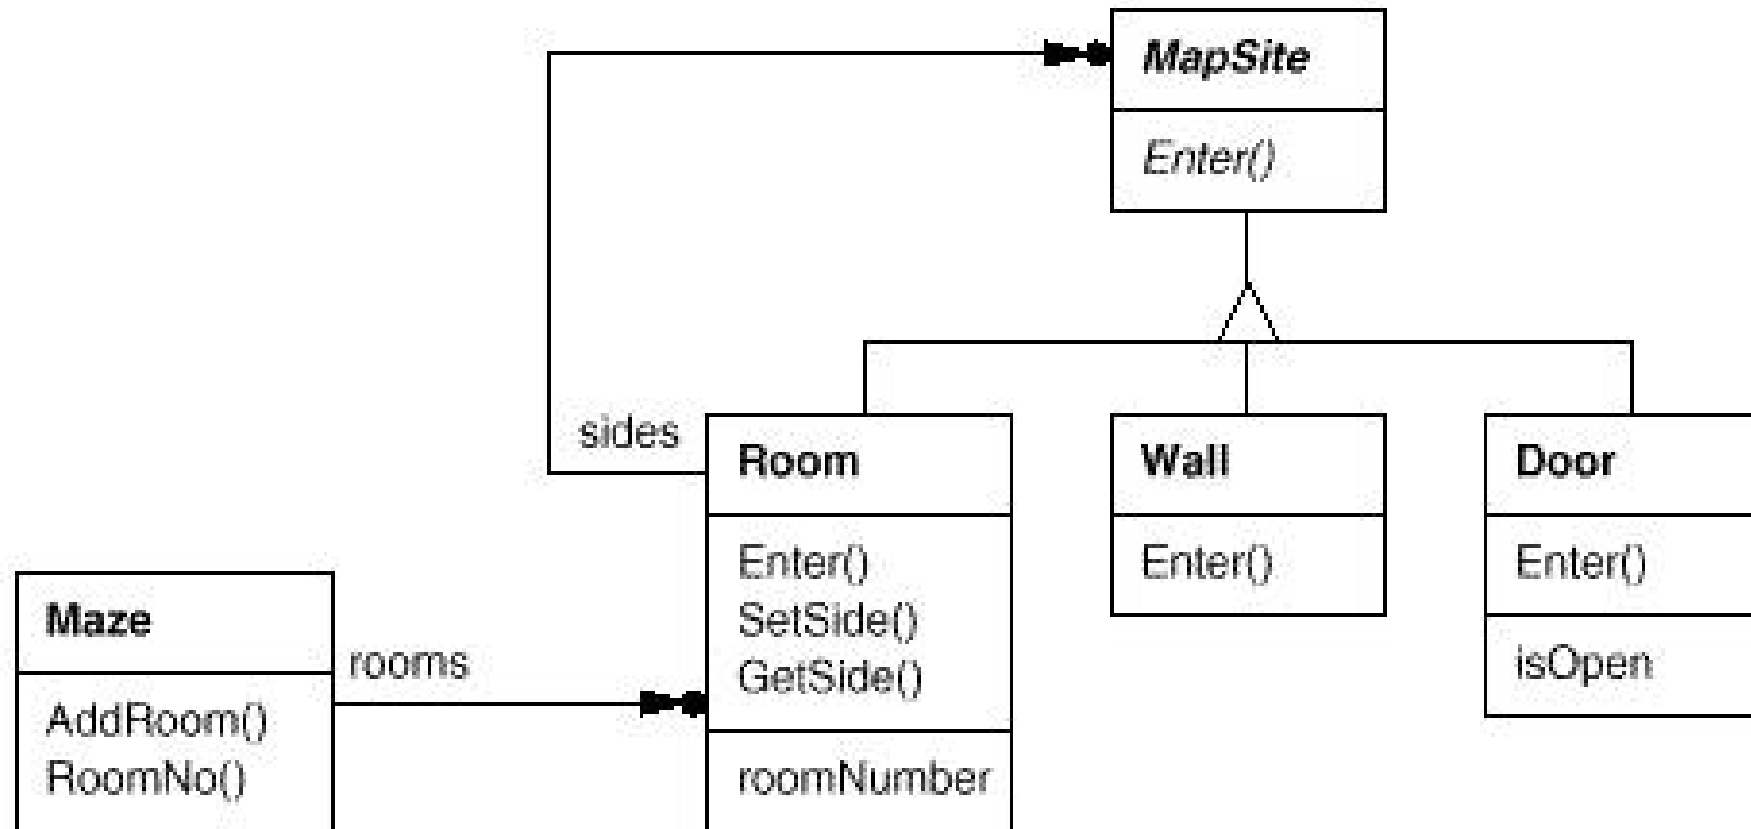 MapSite
Enter()
sides
Room
Enter()
SetSide()
GetSide()
roomNumber
Wall
Enter()
Door
Enter()
isOpen
Maze
AddRoom()
RoomNo()
rooms